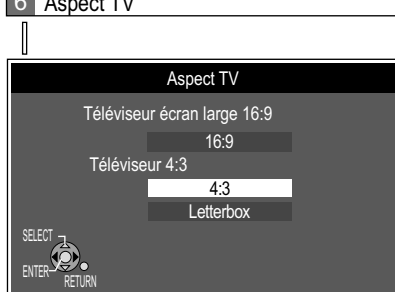 6 Aspect TV
Aspect TV
Téléviseur écran large 16:9
16:9
Téléviseur 4:3
4:3
Letterbox
SELECT
ENTER
RETURN